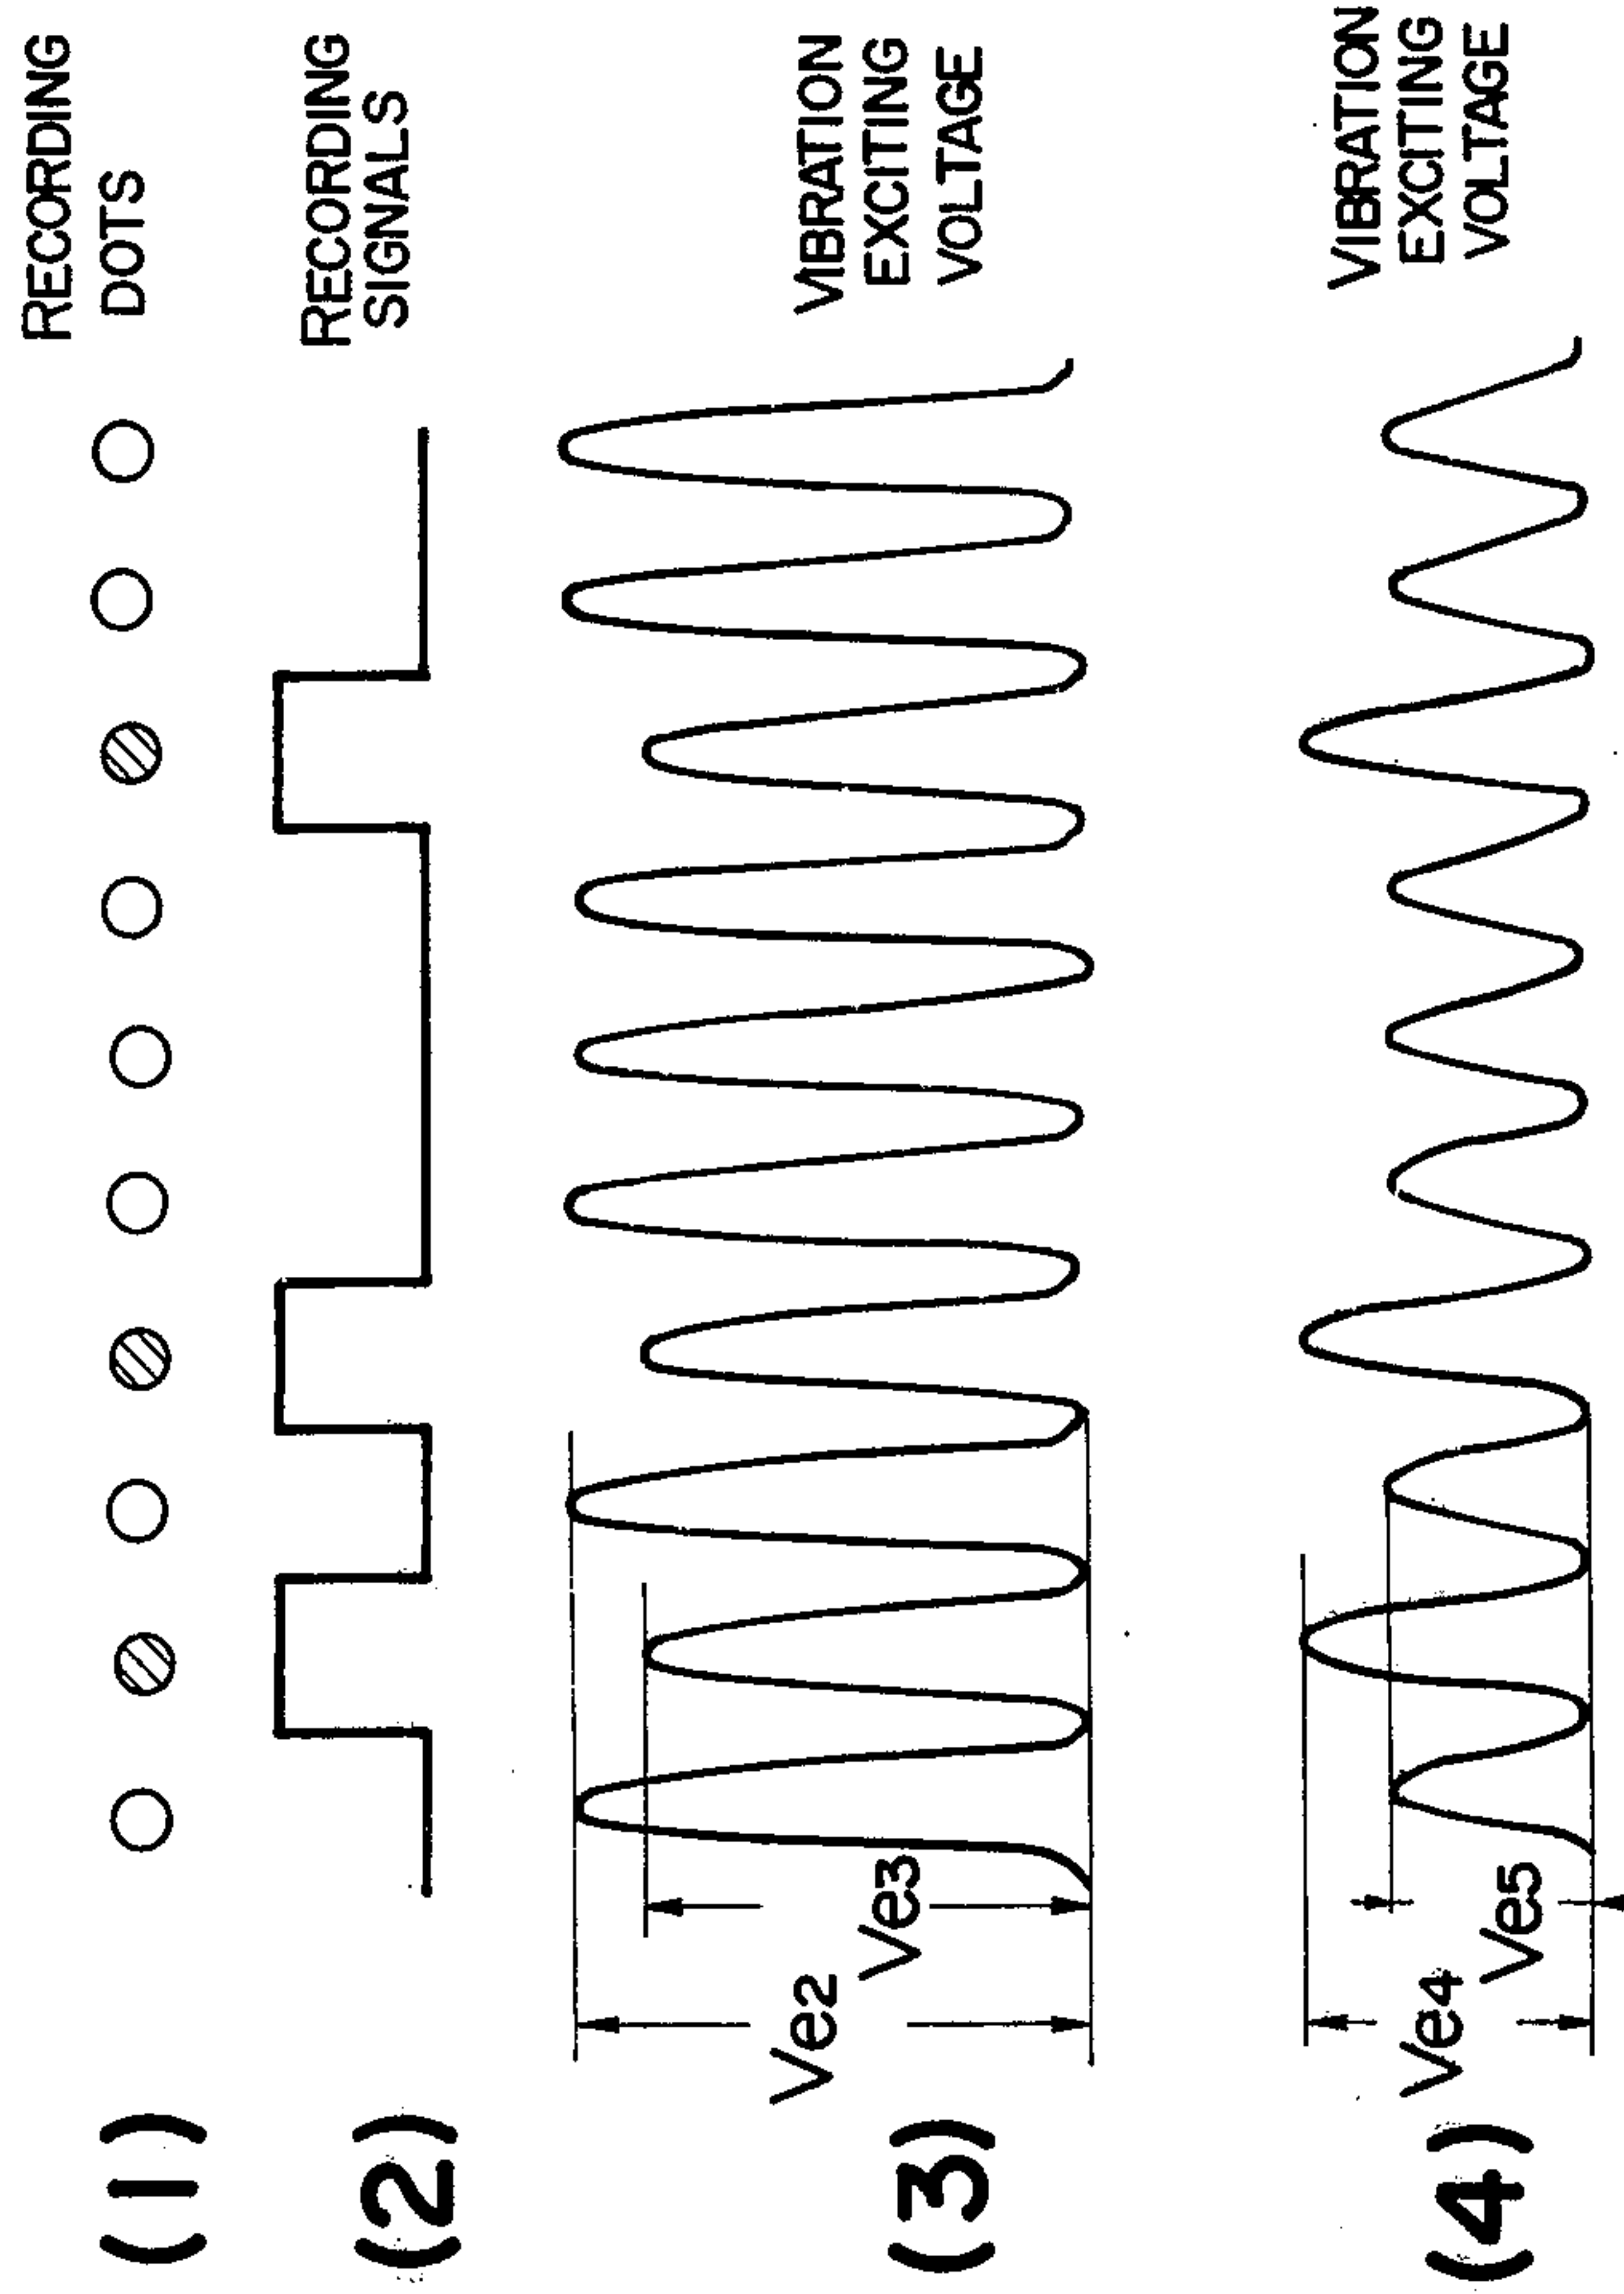 (1)
RECORDING
DOTS
(2)
RECORDING
SIGNALS
(3)
Ve2
Ve3
VIBRATION
EXCITING
VOLTAGE
(4)
Ve4
Ve5
VIBRATION
EXCITING
VOLTAGE